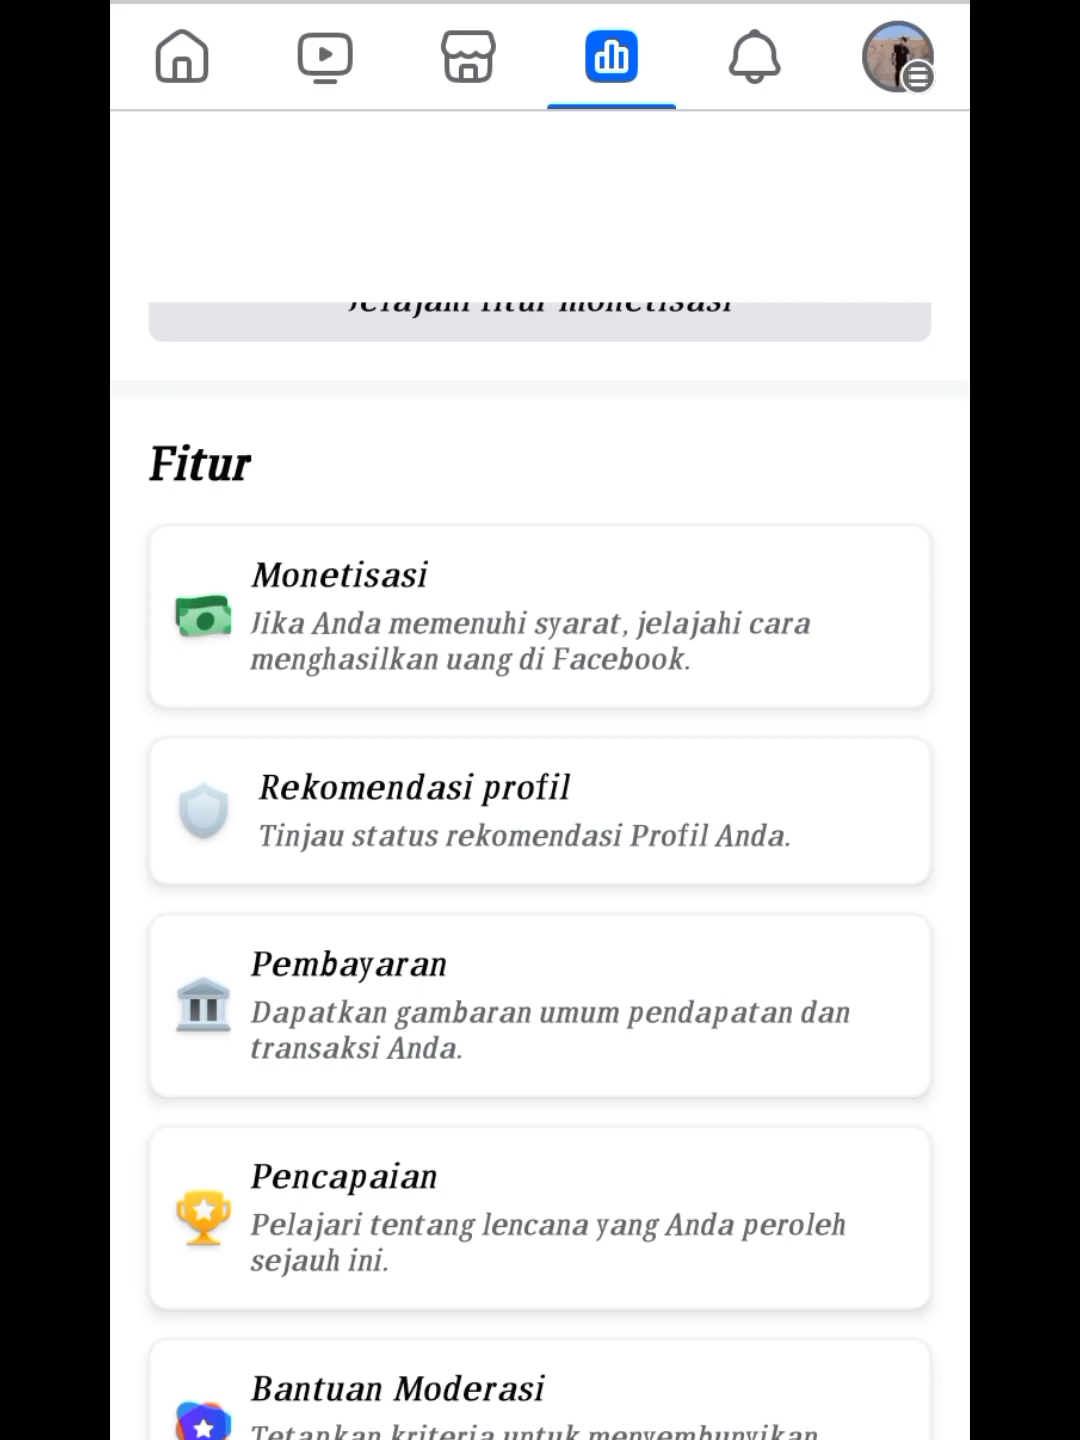 Jelajahi fitur monetisasi
Fitur
Monetisasi
Jika Anda memenuhi syarat, jelajahi cara
menghasilkan uang di Facebook.
Rekomendasi profil
Tinjau status rekomendasi Profil Anda.
Pembayaran
Dapatkan gambaran umum pendapatan dan
transaksi Anda.
Pencapaian
Pelajari tentang lencana yang Anda peroleh
sejauh ini.
Bantuan Moderasi
Tetapkan kriteria untuk menyembunyikan